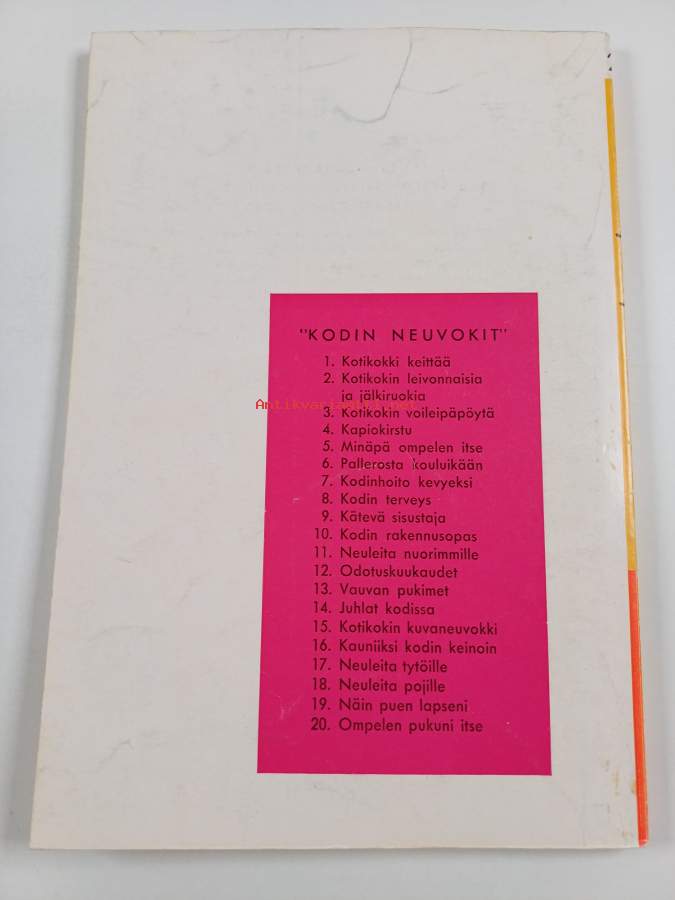 "KODIN NEUVOKIT"
1. Kotikokki keittää
2. Kotikokin leivonnaisia
ja jälkiruokia
3. Kotikokin voileipäpöytä
4. Kapiokirstu
5. Minäpä ompelen itse
6. Pallerosta kouluikään
7. Kodinhoito kevyeksi
8. Kodin terveys
9. Kätevä sisustaja
10. Kodin rakennusopas
11. Neuleita nuorimmille
12. Odotuskuukaudet
13. Vauvan pukimet
14. Juhlat kodissa
15. Kotikokin kuvaneuvokki
16. Kauniiksi kodin keinoin
17. Neuleita tytöille
18. Neuleita pojille
19. Näin puen lapseni
20. Ompelen pukuni itse